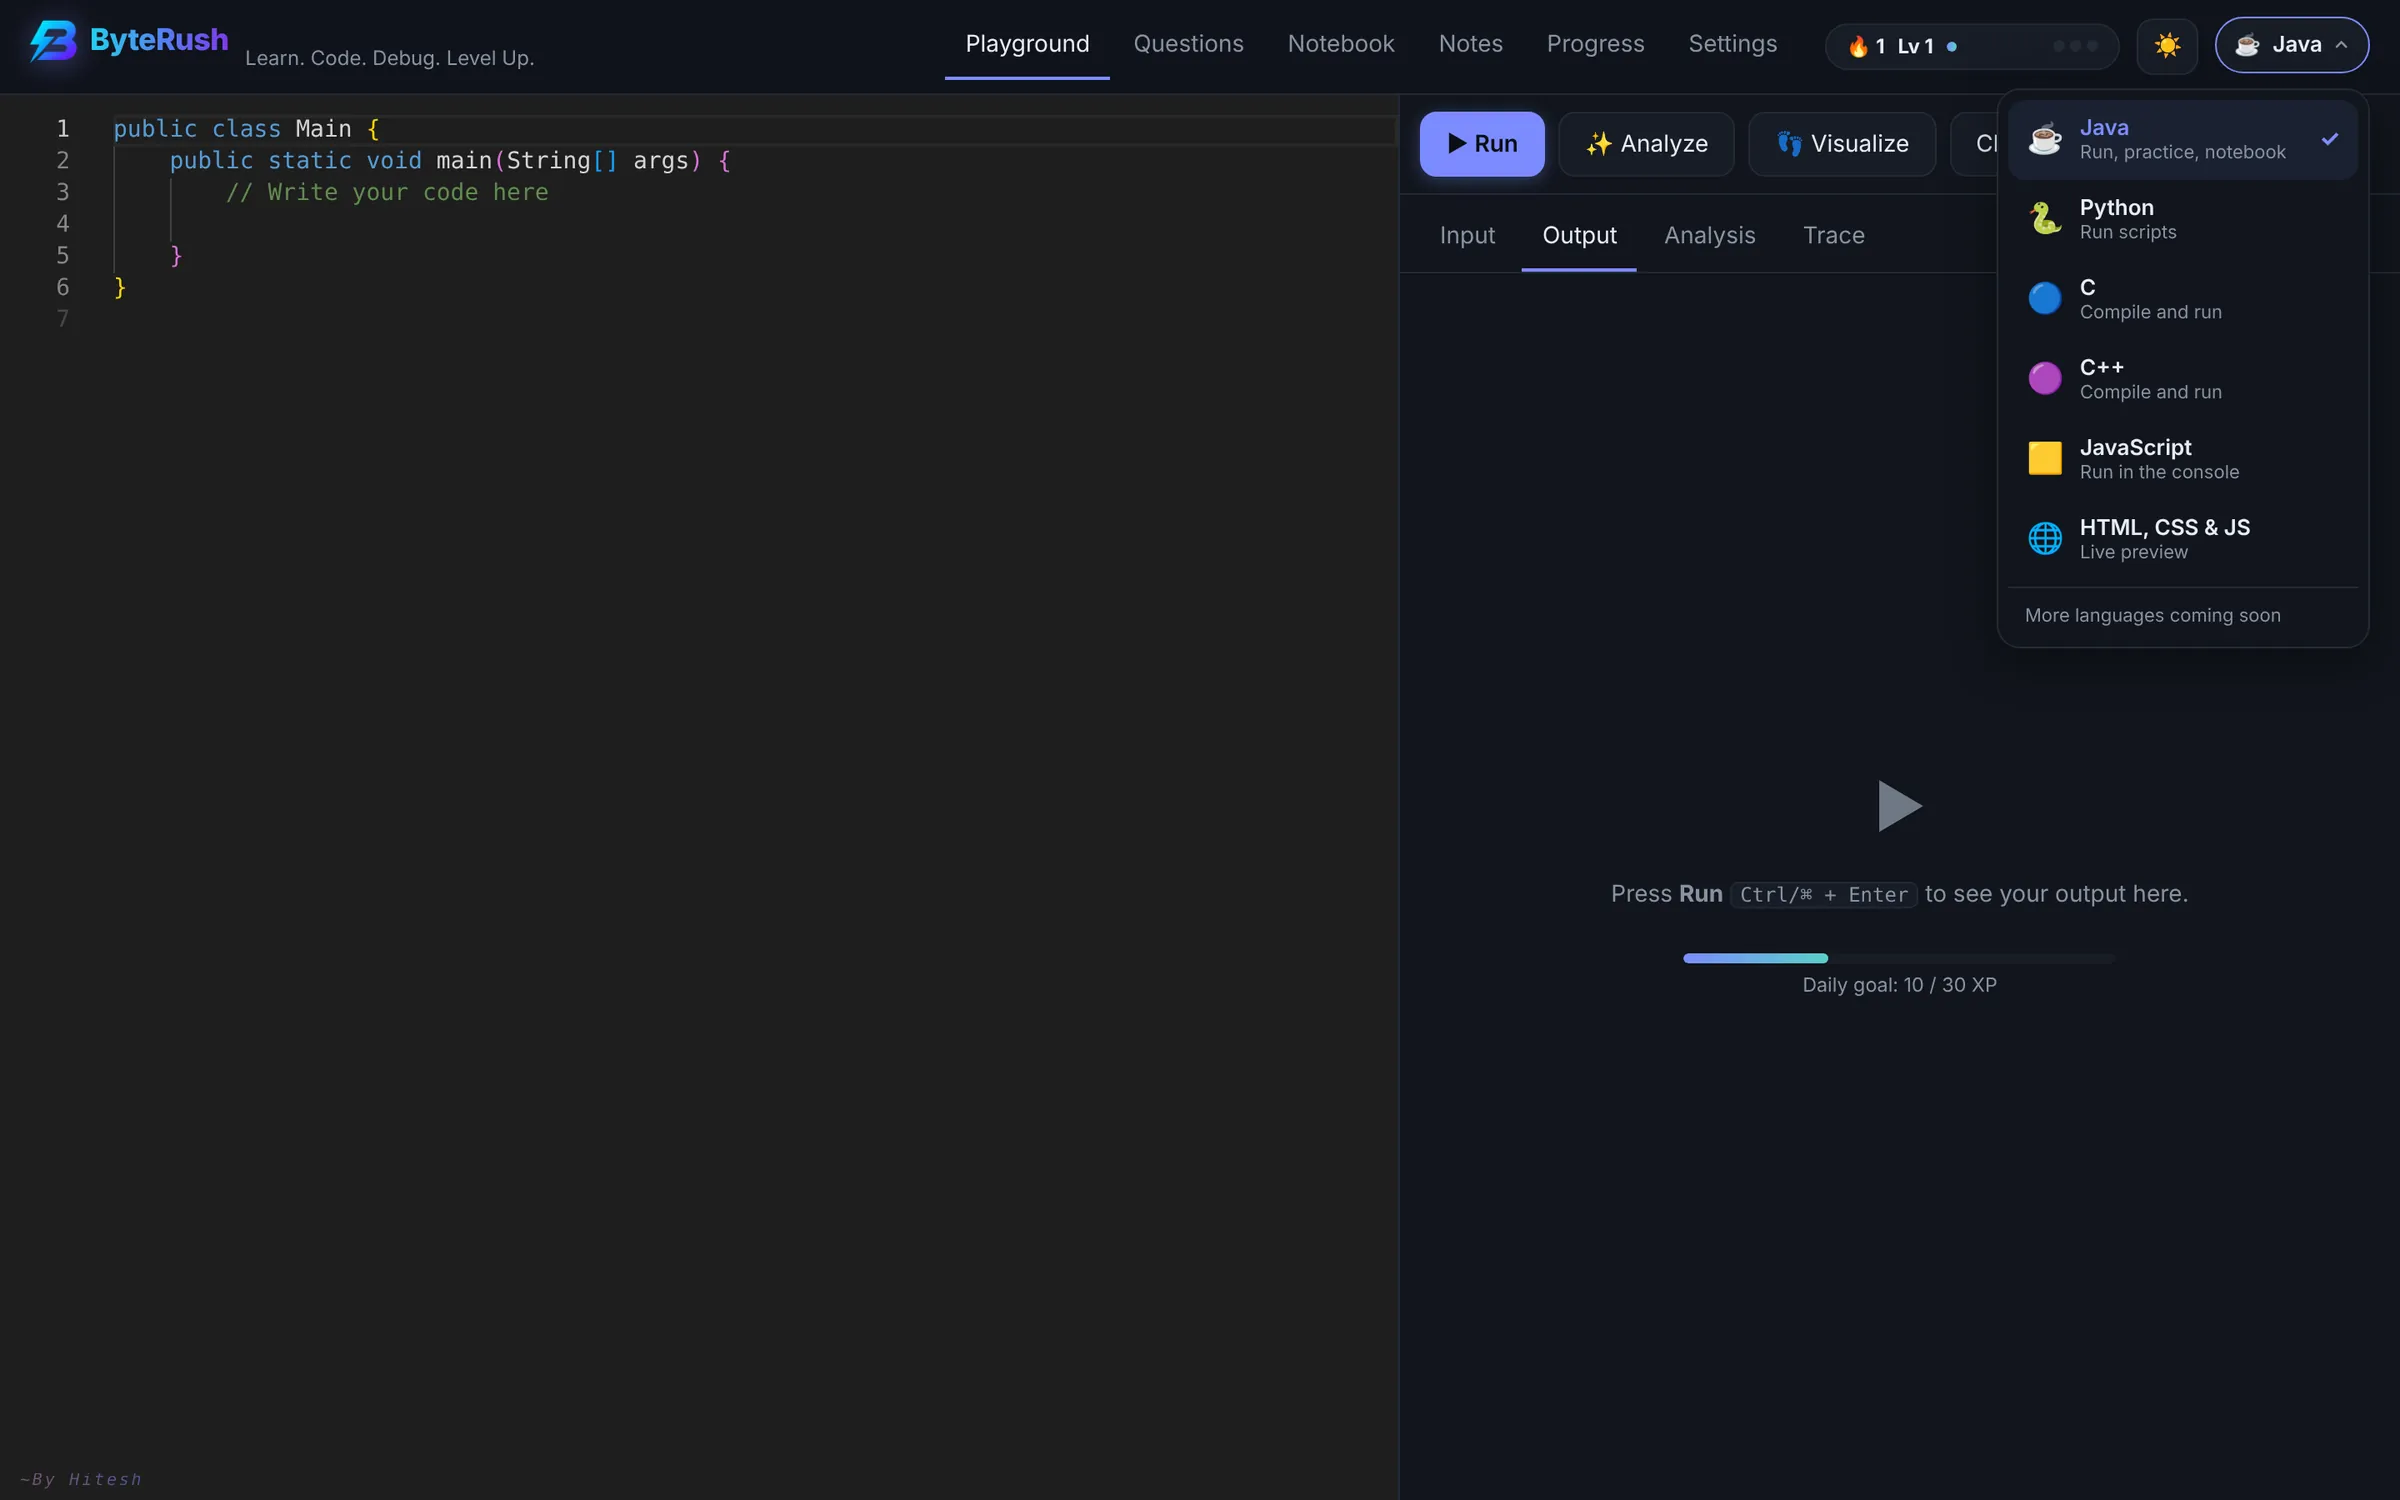 ByteRush Learn. Code. Debug. Level Up.
Playground Questions Notebook Notes Progress Settings 🔥 1 Lv 1 Java
1 public class Main {
2 public static void main(String[] args) {
3 // Write your code here
4
5 }
6 }
7
Run Analyze Visualize
Input Output Analysis Trace
Java
Run, practice, notebook
Python
Run scripts
C
Compile and run
C++
Compile and run
JavaScript
Run in the console
HTML, CSS & JS
Live preview
More languages coming soon
Press Run Ctrl/⌘ + Enter to see your output here.
Daily goal: 10 / 30 XP
~By Hitesh